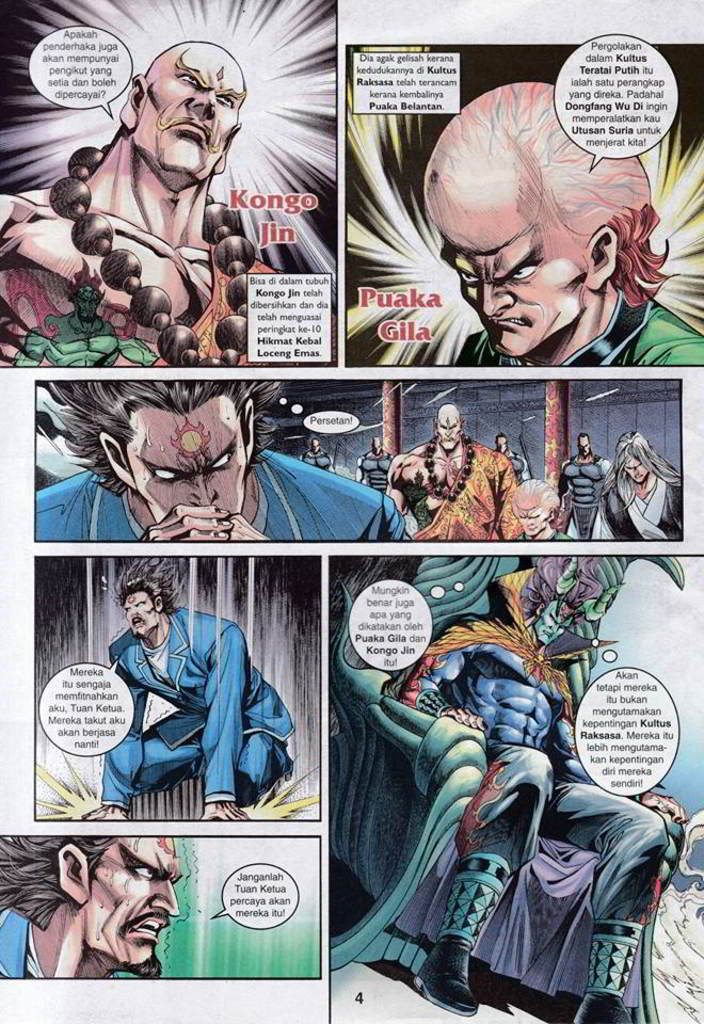 Apakah
penderhaka juga
akan mempunyai
pengikut yang
setia dan boleh
dipercayai?
Kongo
Jin
Bisa di dalam tubuh
Kongo Jin telah
dibersihkan dan dia
telah menguasai
peringkat ke-10
Hikmat Kebal
Loceng Emas.
Dia agak gelisah kerana
kedudukannya di Kultus
Raksasa telah terancam
kerana kembalinya
Puaka Belantan.
Pergolakan
dalam Kultus
Teratai Putih itu
ialah satu perangkap
yang direka. Padahal
Dongfang Wu Di ingin
memperalatkan kau
Utusan Suria untuk
menjerat kita!
Puaka
Gila
Persetan!
Mereka
itu sengaja
memfitnahkan
aku, Tuan Ketua.
Mereka takut aku
akan berjasa
nanti!
Janganlah
Tuan Ketua
percaya akan
mereka itu!
Mungkin
benar juga
apa yang
dikatakan oleh
Puaka Gila dan
Kongo Jin
itu!
Akan
tetapi mereka
itu bukan
mengutamakan
kepentingan Kultus
Raksasa. Mereka itu
lebih mengutama-
kan kepentingan
diri mereka
sendiri!
4